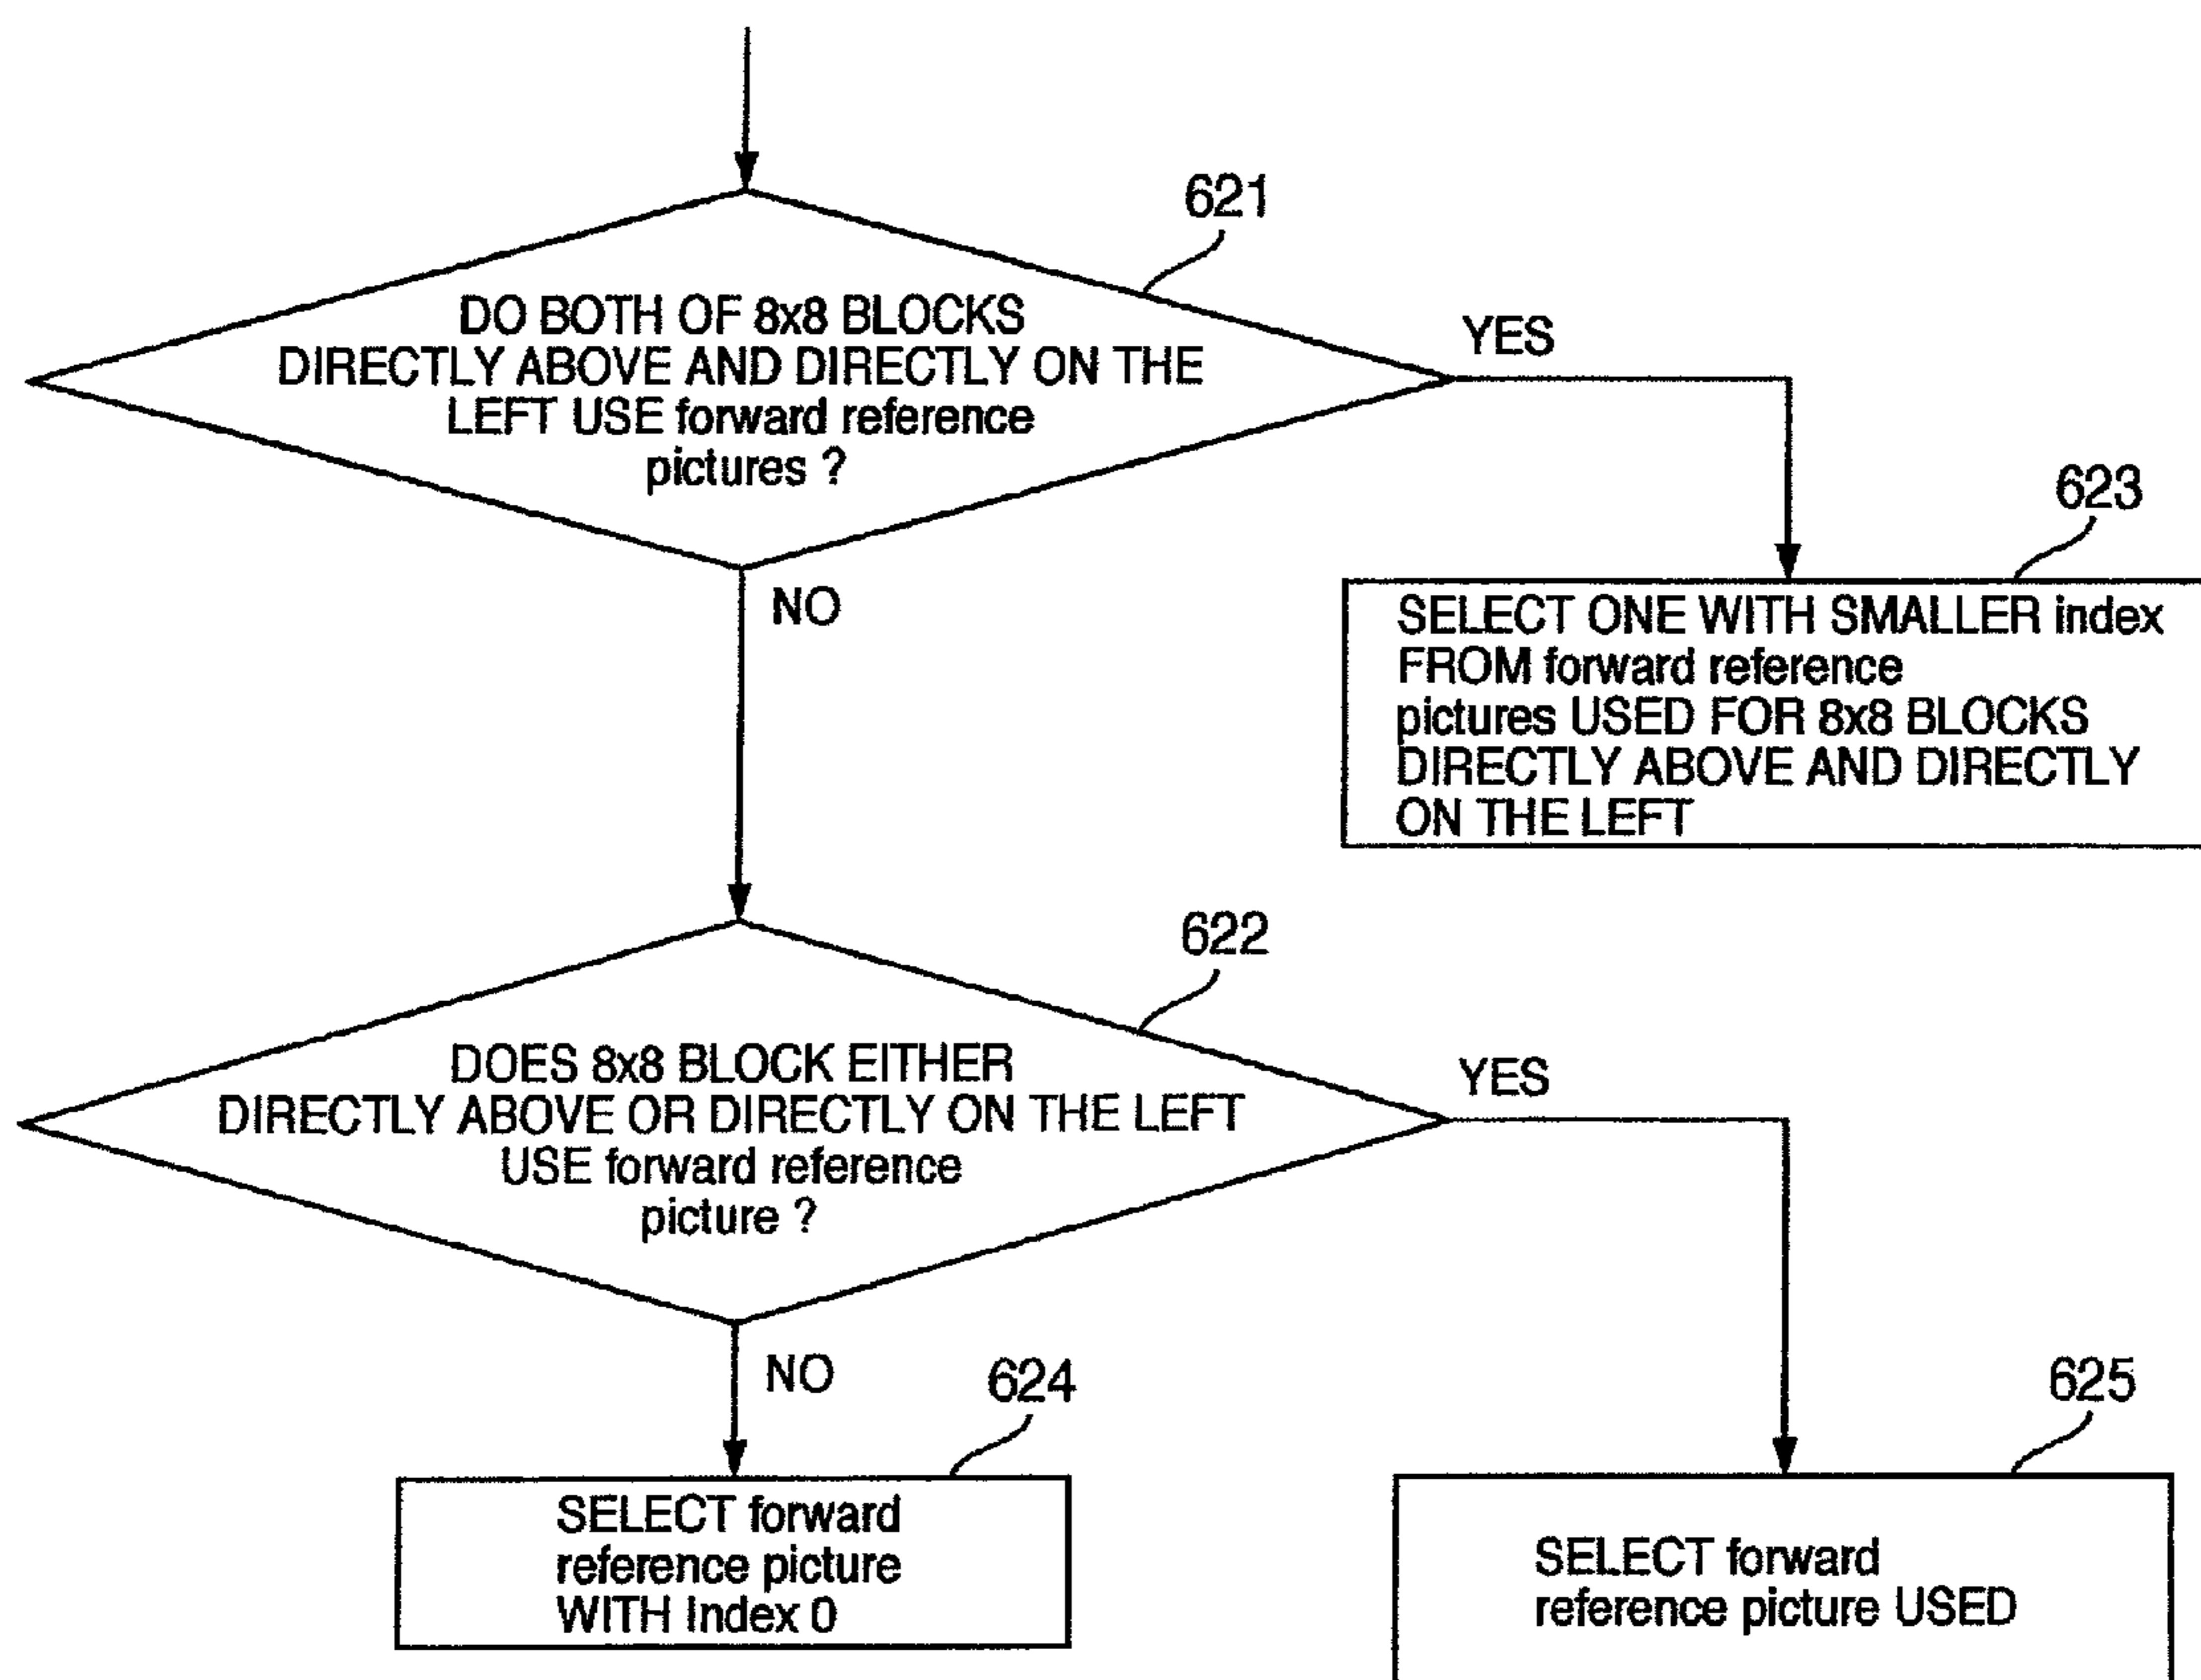 621
DO BOTH OF 8x8 BLOCKS
DIRECTLY ABOVE AND DIRECTLY ON THE
LEFT USE forward reference
pictures ?
YES
NO
623
SELECT ONE WITH SMALLER index
FROM forward reference
pictures USED FOR 8x8 BLOCKS
DIRECTLY ABOVE AND DIRECTLY
ON THE LEFT
622
DOES 8x8 BLOCK EITHER
DIRECTLY ABOVE OR DIRECTLY ON THE LEFT
USE forward reference
picture ?
YES
NO
624
SELECT forward
reference picture
WITH Index 0
625
SELECT forward
reference picture USED